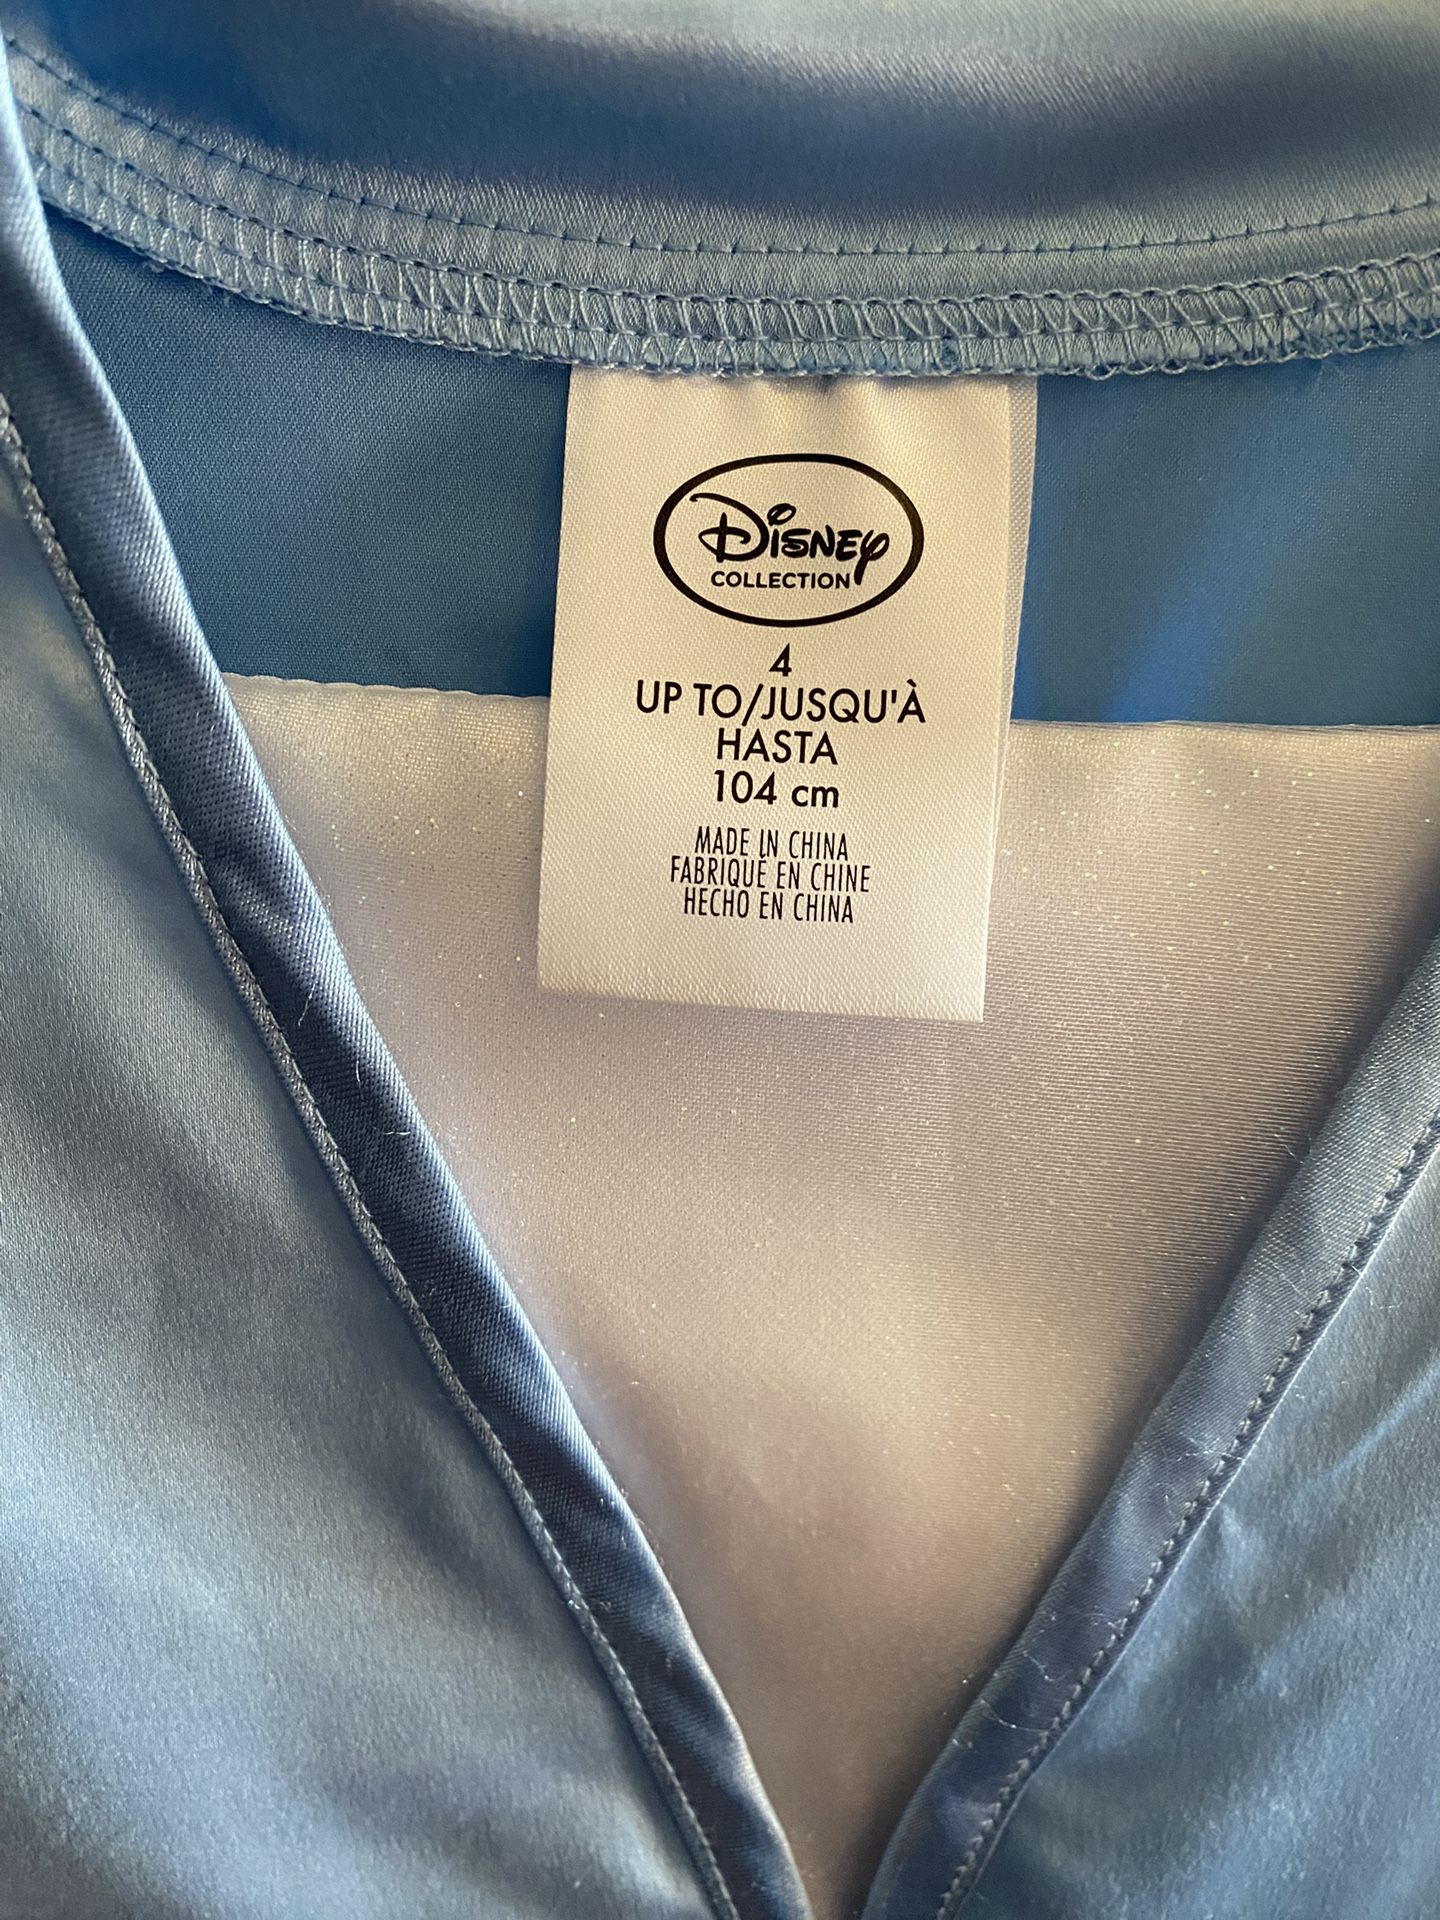 Disney
COLLECTION
4
UP TO/JUSQU'À
HASTA
104 cm
MADE IN CHINA
FABRIQUÉ EN CHINE
HECHO EN CHINA